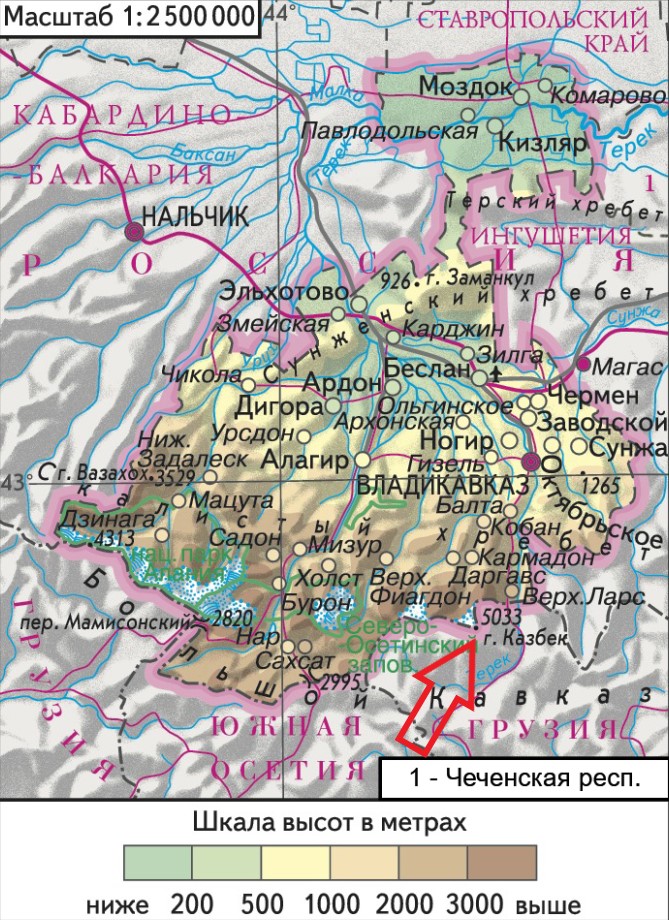 Масштаб 1:2 500 000
44°
СТАВРОПОЛЬСКИЙ
КРАЙ
Моздок
Комарово
Малка
КАБАРДИНО-
Павлодольская
Кизляр
Терек
Терек
Баксан
-БАЛКАРИЯ
1
Терский хребет
НАЛЬЧИК
ИНГУШЕТИЯ
РОССИЯ
926 г. Заманкул
Эльхотово
Сунженский хребет
Змейская
Карджин
Сунжа
Урух
Зилга
Чикола
Беслан
Магас
Ардон
Чермен
Дигора
Ольгинское
Архонская
Заводской
Урсдон
Ногир
Сунжа
Ниж.
Задалеск
Алагир
Гизель
43°
С г. Вазахох
3529
ВЛАДИКАВКАЗ
1265
Октябрьское
Мацута
Балта
Скалистый хребет
Дзинага
4313
Кобан
Садон
Мизур
нац. парк
Алания
Кармадон
Холст
Верх.
Фиагдон
Даргавс
Бурон
Верх.Ларс
пер. Мамисонский
2820
5033
г. Казбек
Нар
Северо-
Осетинский
запов.
Сахсат
Терек
2995
Большой Кавказ
ГРУЗИЯ
ЮЖНАЯ
ОСЕТИЯ
ГРУЗИЯ
1 - Чеченская респ.
Шкала высот в метрах
ниже 200 500 1000 2000 3000 выше